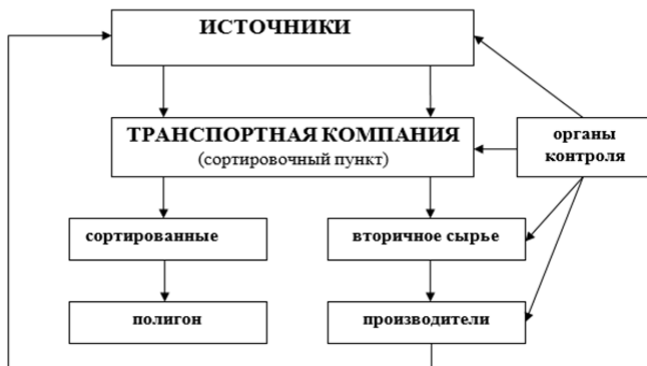 ИСТОЧНИКИ
ТРАНСПОРТНАЯ КОМПАНИЯ
(сортировочный пункт)
органы
контроля
сортированные
вторичное сырье
полигон
производители